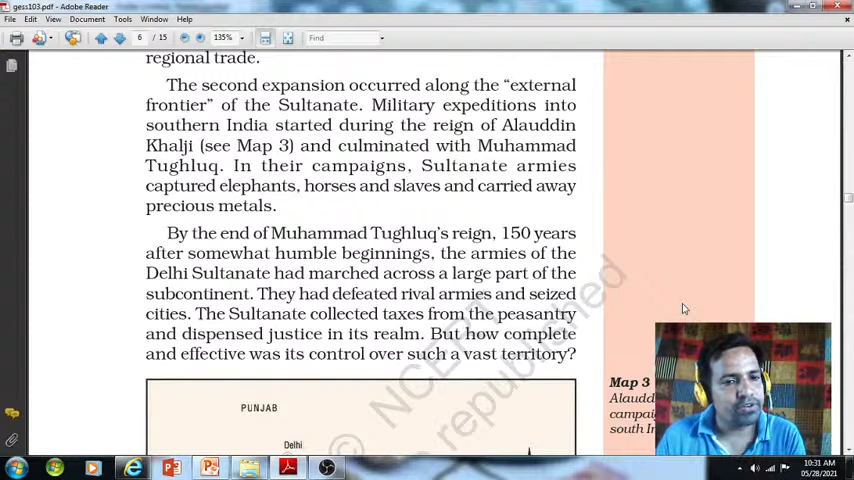 gess103.pdf - Adobe Reader
File Edit View Document Tools Window Help
6 / 15 135% Find
regional trade.
The second expansion occurred along the “external
frontier” of the Sultanate. Military expeditions into
southern India started during the reign of Alauddin
Khalji (see Map 3) and culminated with Muhammad
Tughluq. In their campaigns, Sultanate armies
captured elephants, horses and slaves and carried away
precious metals.
By the end of Muhammad Tughluq’s reign, 150 years
after somewhat humble beginnings, the armies of the
Delhi Sultanate had marched across a large part of the
subcontinent. They had defeated rival armies and seized
cities. The Sultanate collected taxes from the peasantry
and dispensed justice in its realm. But how complete
and effective was its control over such a vast territory?
Map 3
Alaudd
campai
south In
PUNJAB
Delhi
© NCERT
republished
10:31 AM
05/28/2021